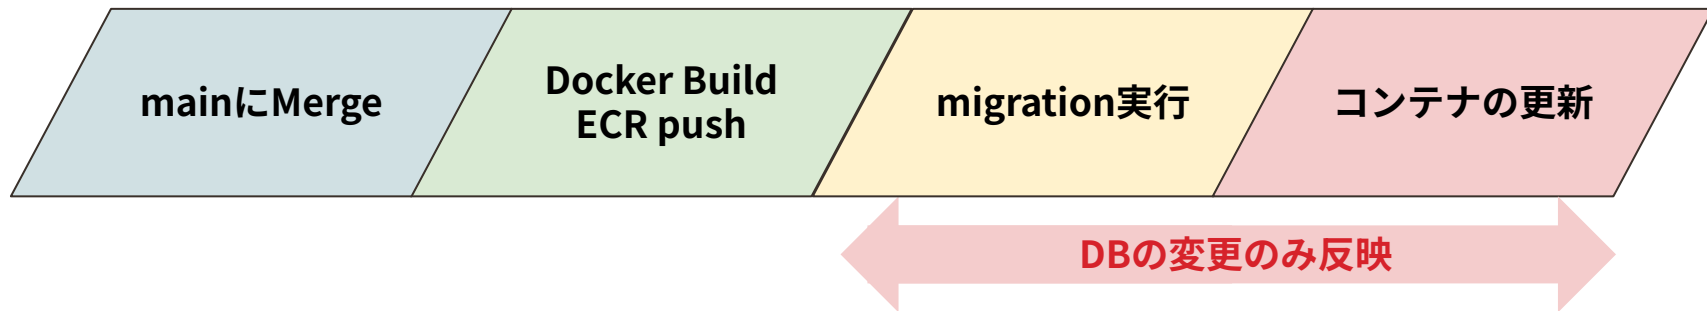 mainにMerge
Docker Build
ECR push
migration実行
コンテナの更新
DBの変更のみ反映